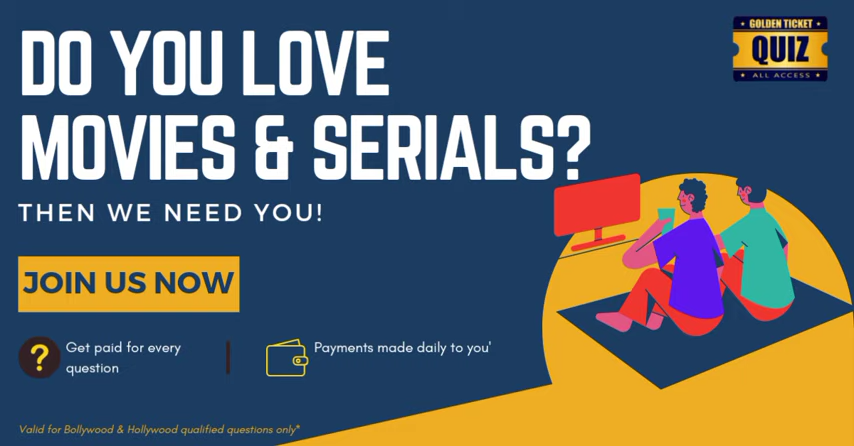 DO YOU LOVE
MOVIES & SERIALS?
THEN WE NEED YOU!
JOIN US NOW
?
Get paid for every
question
Payments made daily to you'
Valid for Bollywood & Hollywood qualified questions only*
GOLDEN TICKET
QUIZ
ALL ACCESS